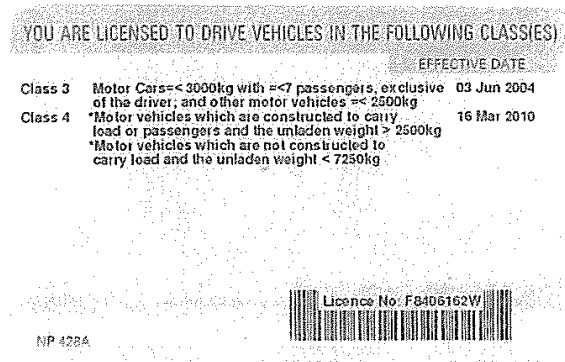 YOU ARE LICENSED TO DRIVE VEHICLES IN THE FOLLOWING CLASS(ES)
EFFECTIVE DATE
Class 3 Motor Cars=< 3000kg with =<7 passengers, exclusive 03 Jun 2004
of the driver; and other motor vehicles =< 2500kg
Class 4 *Motor vehicles which are constructed to carry 16 Mar 2010
load or passengers and the unladen weight > 2500kg
*Motor vehicles which are not constructed to
carry load and the unladen weight < 7250kg
Licence No: F8406162W
NP 428A